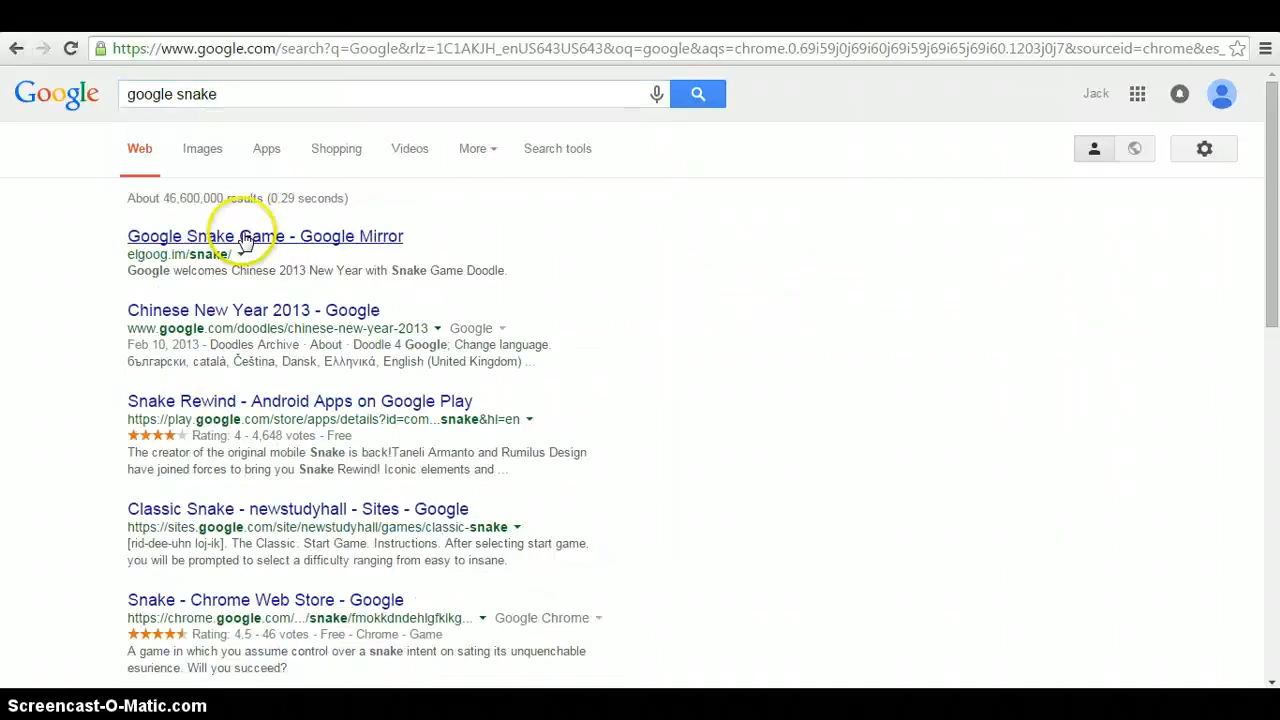 https://www.google.com/search?q=Google&rlz=1C1AKJH_enUS643US643&oq=google&aqs=chrome.0.69i59j0j69i60j69i59j69i65j69i60.1203j0j7&sourceid=chrome&es_
Google google snake Jack
Web Images Apps Shopping Videos More Search tools
About 46,600,000 results (0.29 seconds)
Google Snake Game - Google Mirror
elgoog.im/snake/
Google welcomes Chinese 2013 New Year with Snake Game Doodle.
Chinese New Year 2013 - Google
www.google.com/doodles/chinese-new-year-2013 Google
Feb 10, 2013 - Doodles Archive · About · Doodle 4 Google; Change language.
български, català, Čeština, Dansk, Ελληνικά, English (United Kingdom) ...
Snake Rewind - Android Apps on Google Play
https://play.google.com/store/apps/details?id=com...snake&hl=en
Rating: 4 - 4,648 votes - Free
The creator of the original mobile Snake is back!Taneli Armanto and Rumilus Design
have joined forces to bring you Snake Rewind! Iconic elements and ...
Classic Snake - newstudyhall - Sites - Google
https://sites.google.com/site/newstudyhall/games/classic-snake
[rid-dee-uhn loj-ik]. The Classic. Start Game. Instructions. After selecting start game,
you will be prompted to select a difficulty ranging from easy to insane.
Snake - Chrome Web Store - Google
https://chrome.google.com/.../snake/fmokkdndehlgfklkg... Google Chrome
Rating: 4.5 - 46 votes - Free - Chrome - Game
A game in which you assume control over a snake intent on sating its unquenchable
esurience. Will you succeed?
Screencast-O-Matic.com